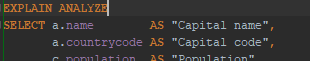 EXPLAIN ANALYZE
SELECT a.name AS "Capital name",
a.countrycode AS "Capital code",
c.population AS "Population"